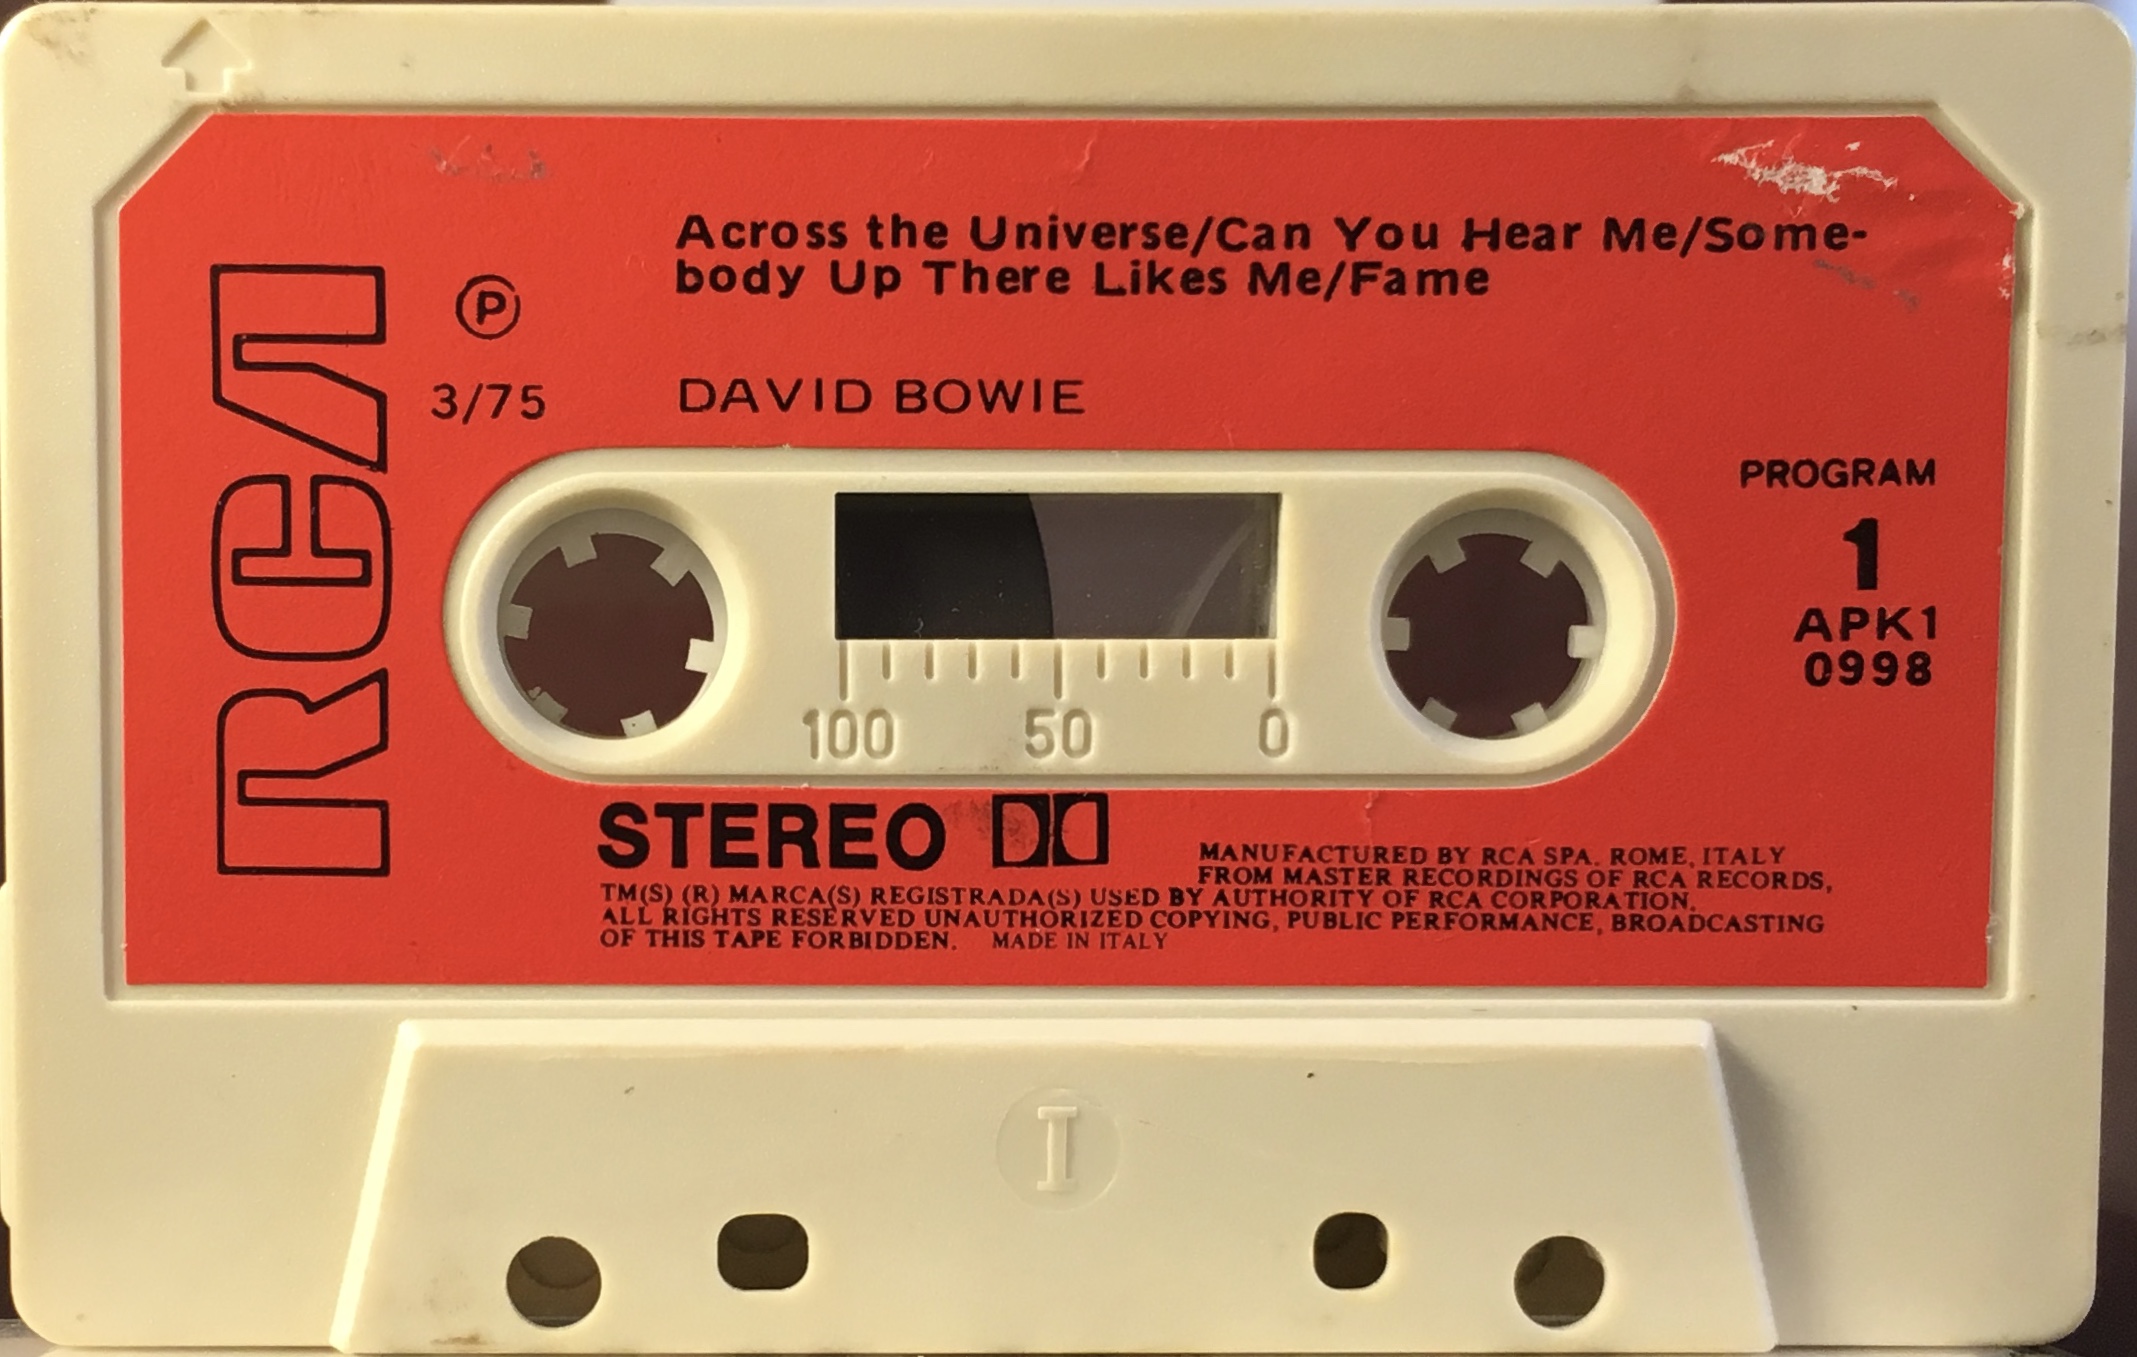 Across the Universe/Can You Hear Me/Some-
body Up There Likes Me/Fame
RCA
Ⓟ
3/75
DAVID BOWIE
PROGRAM
1
APK1
0998
100 50 0
STEREO
MANUFACTURED BY RCA SPA. ROME, ITALY
FROM MASTER RECORDINGS OF RCA RECORDS,
TM(S) (R) MARCA(S) REGISTRADA(S) USED BY AUTHORITY OF RCA CORPORATION.
ALL RIGHTS RESERVED UNAUTHORIZED COPYING, PUBLIC PERFORMANCE, BROADCASTING
OF THIS TAPE FORBIDDEN. MADE IN ITALY
I